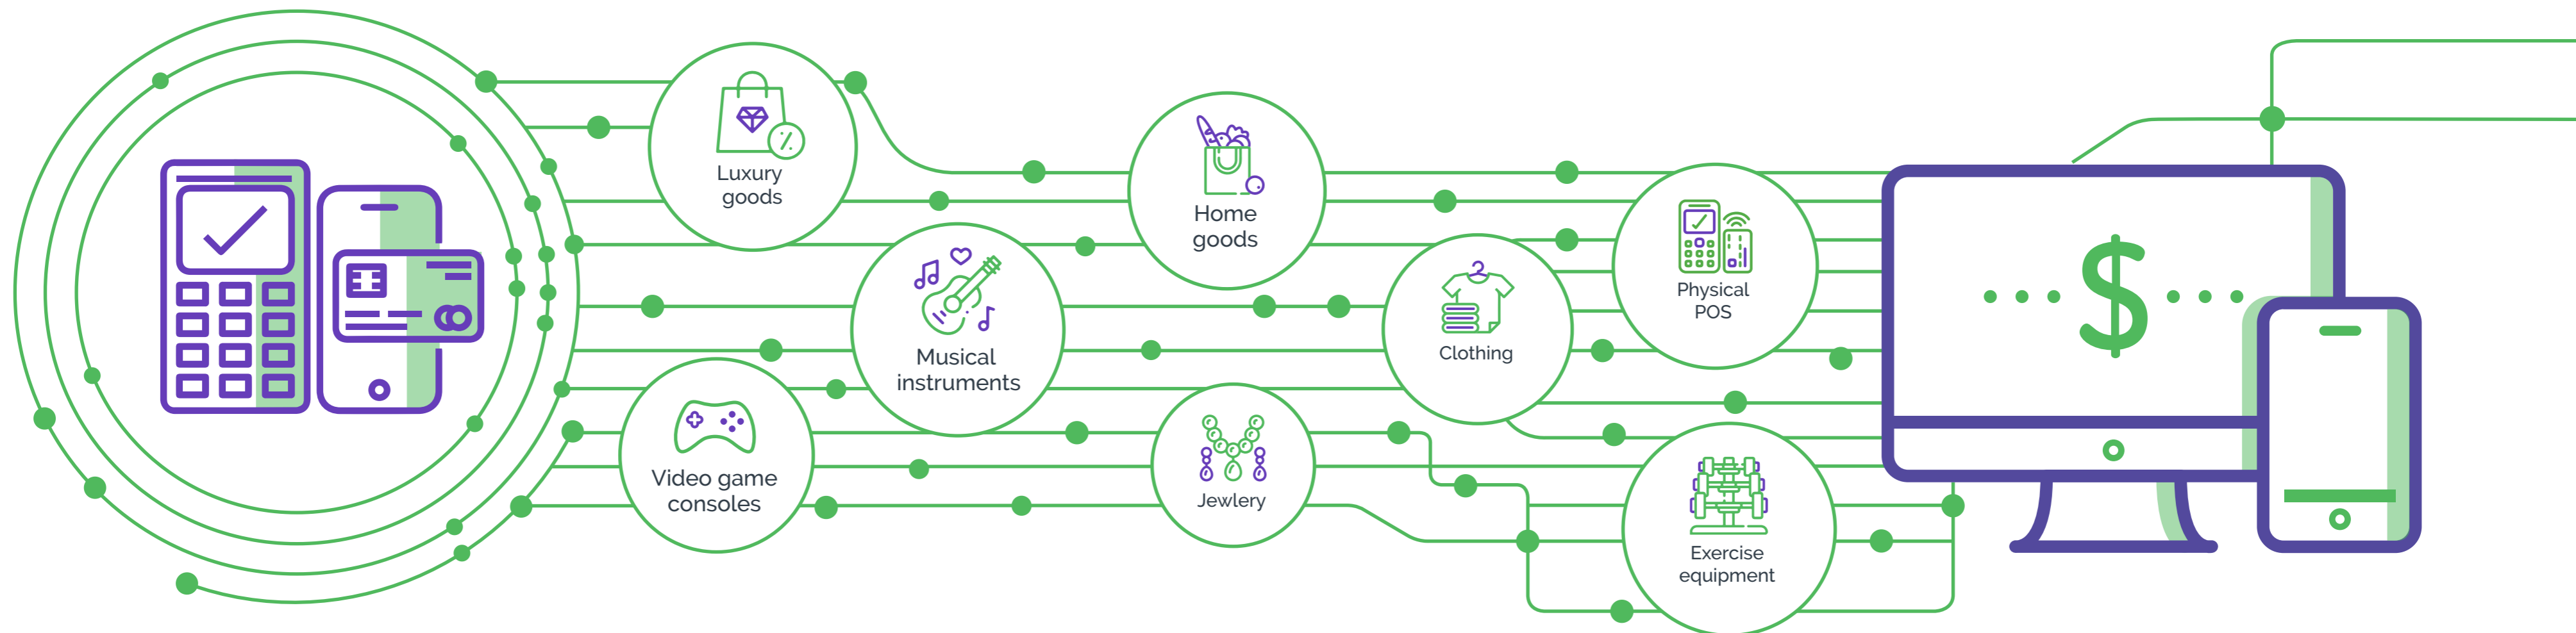 Luxury
goods
Home
goods
Physical
POS
Musical
instruments
Clothing
Video game
consoles
Jewlery
Exercise
equipment